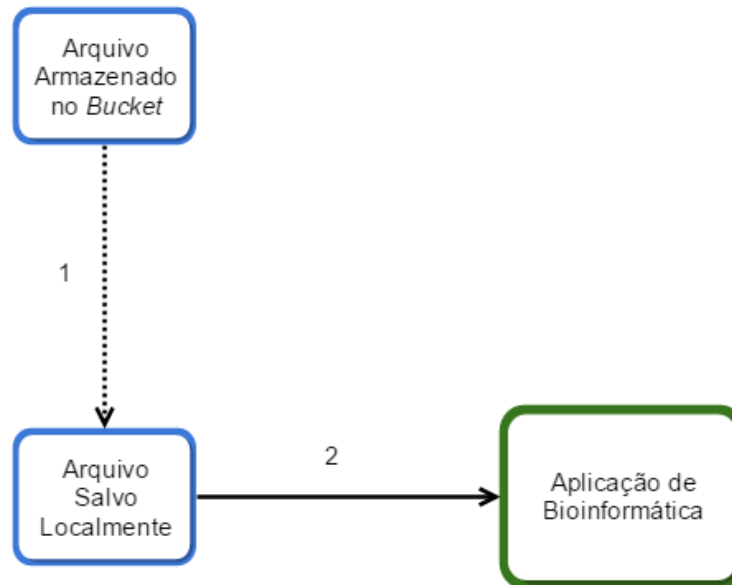 Arquivo
Armazenado
no Bucket
1
Arquivo
Salvo
Localmente
2
Aplicação de
Bioinformática